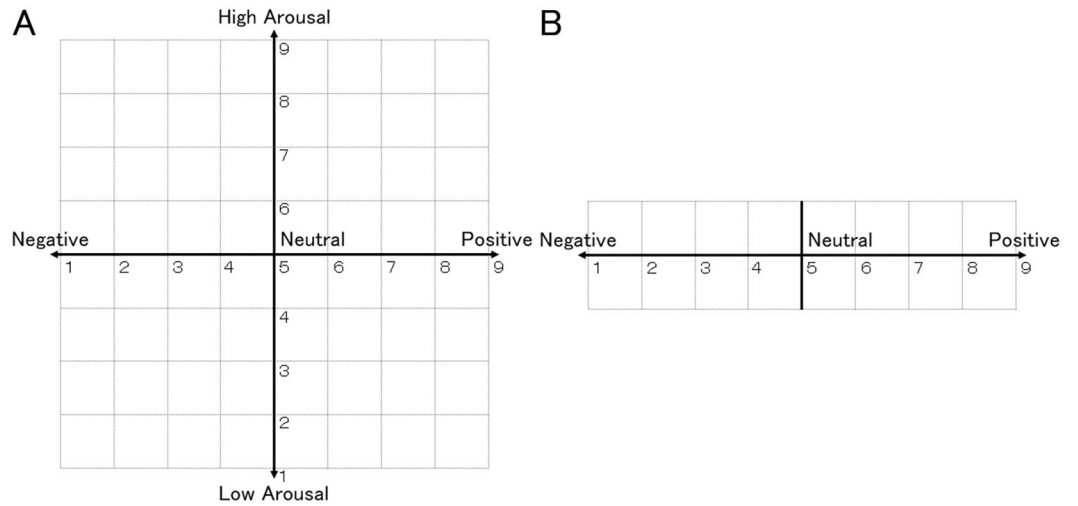 A
High Arousal
9
8
7
6
Negative Neutral Positive
1 2 3 4 5 6 7 8 9
4
3
2
1
Low Arousal
B
Negative Neutral Positive
1 2 3 4 5 6 7 8 9